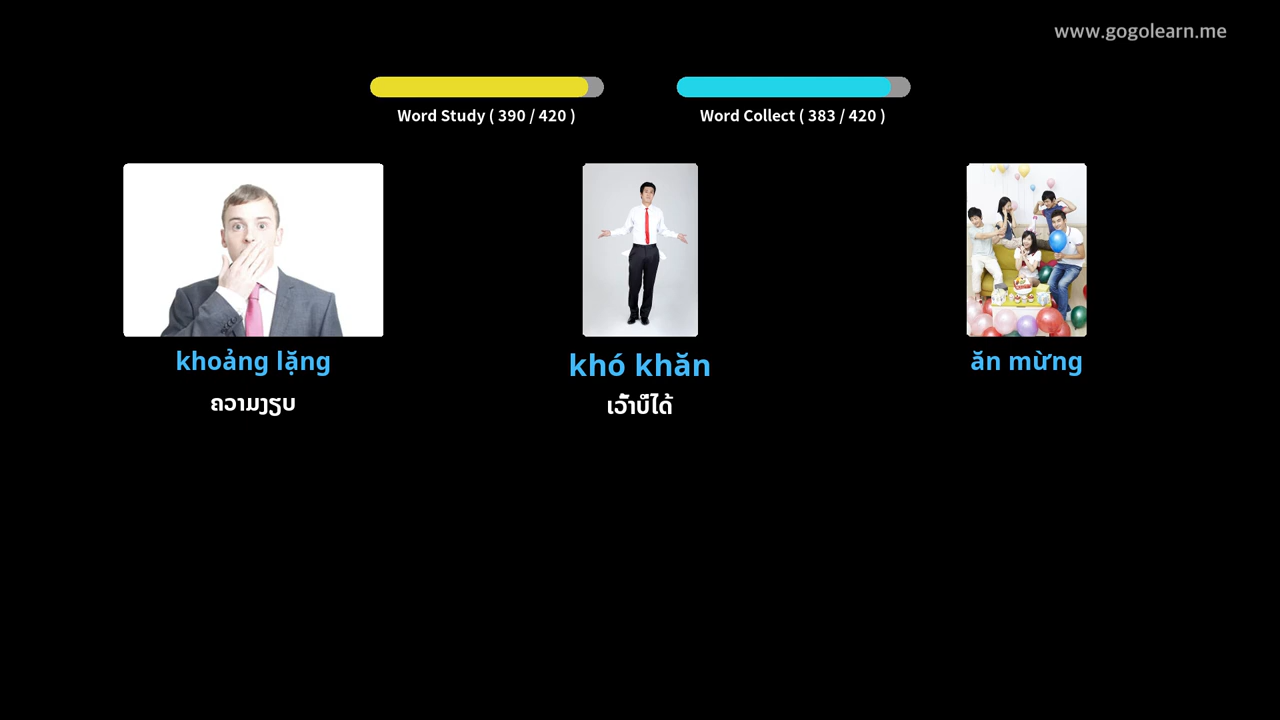 www.gogolearn.me
Word Study ( 390 / 420 )
Word Collect ( 383 / 420 )
khoảng lặng
khó khăn
ăn mừng
ຄວາມງຽບ
ເວົ້າບໍ່ໄດ້